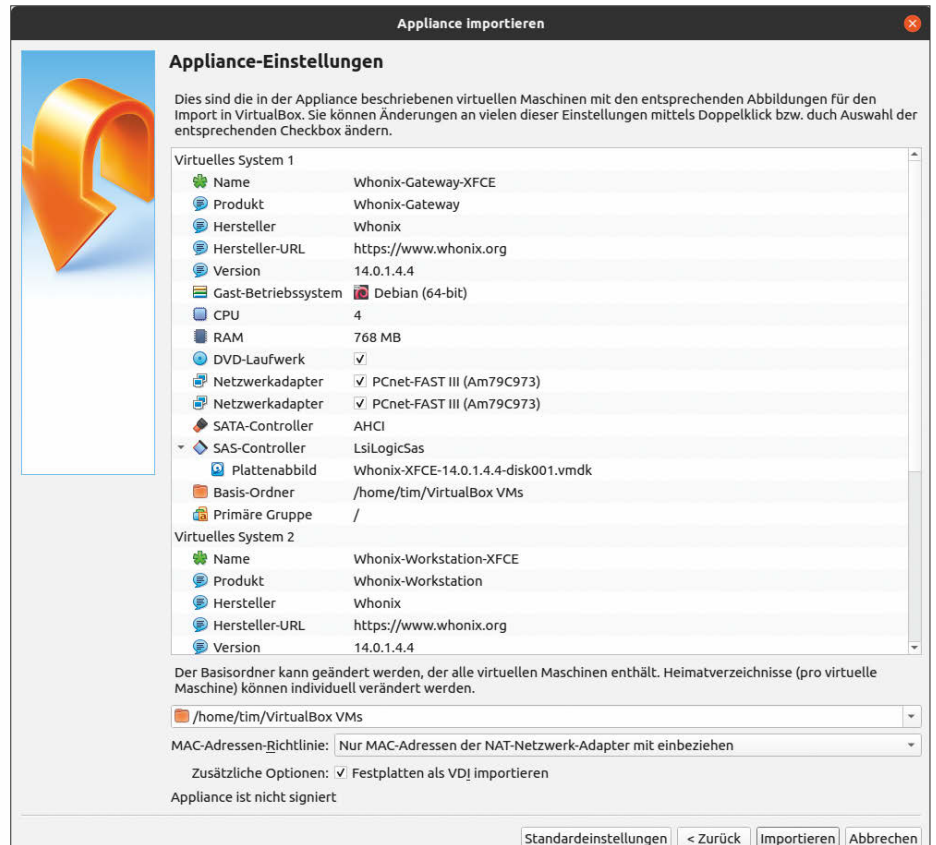 Appliance importieren
Appliance-Einstellungen
Dies sind die in der Appliance beschriebenen virtuellen Maschinen mit den entsprechenden Abbildungen für den
Import in VirtualBox. Sie können Änderungen an vielen dieser Einstellungen mittels Doppelklick bzw. duch Auswahl der
entsprechenden Checkbox ändern.
Virtuelles System 1
Name Whonix-Gateway-XFCE
Produkt Whonix-Gateway
Hersteller Whonix
Hersteller-URL https://www.whonix.org
Version 14.0.1.4.4
Gast-Betriebssystem Debian (64-bit)
CPU 4
RAM 768 MB
DVD-Laufwerk
Netzwerkadapter PCnet-FAST III (Am79C973)
Netzwerkadapter PCnet-FAST III (Am79C973)
SATA-Controller AHCI
SAS-Controller LsiLogicSas
Plattenabbild Whonix-XFCE-14.0.1.4.4-disk001.vmdk
Basis-Ordner /home/tim/VirtualBox VMs
Primäre Gruppe /
Virtuelles System 2
Name Whonix-Workstation-XFCE
Produkt Whonix-Workstation
Hersteller Whonix
Hersteller-URL https://www.whonix.org
Version 14.0.1.4.4
Der Basisordner kann geändert werden, der alle virtuellen Maschinen enthält. Heimatverzeichnisse (pro virtuelle
Maschine) können individuell verändert werden.
/home/tim/VirtualBox VMs
MAC-Adressen-Richtlinie: Nur MAC-Adressen der NAT-Netzwerk-Adapter mit einbeziehen
Zusätzliche Optionen: Festplatten als VDI importieren
Appliance ist nicht signiert
Standardeinstellungen < Zurück Importieren Abbrechen